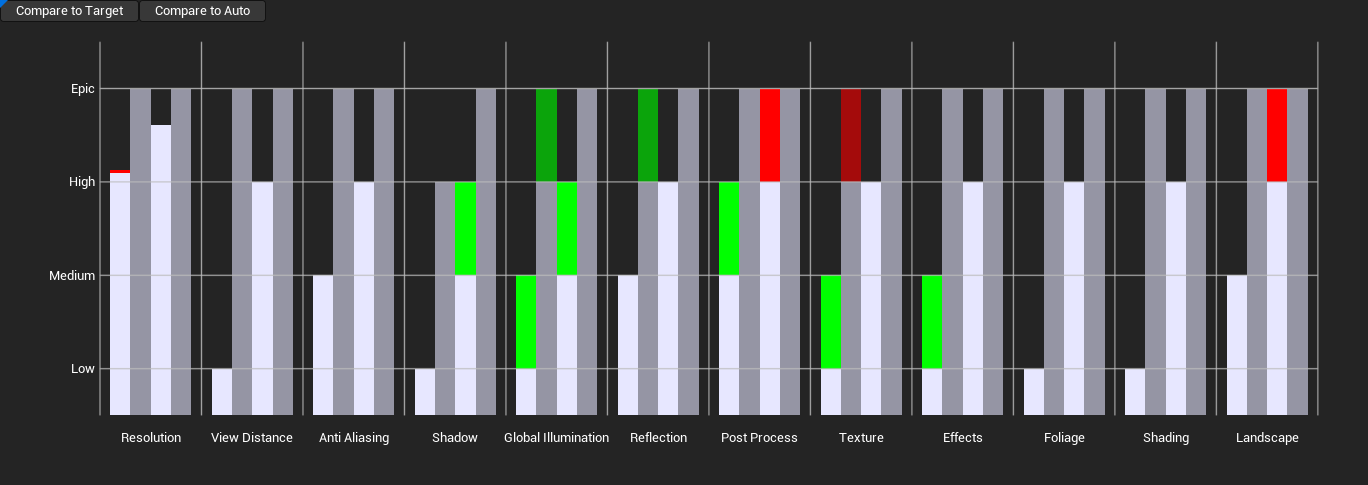 Compare to Target
Compare to Auto
Epic
High
Medium
Low
Resolution
View Distance
Anti Aliasing
Shadow
Global Illumination
Reflection
Post Process
Texture
Effects
Foliage
Shading
Landscape